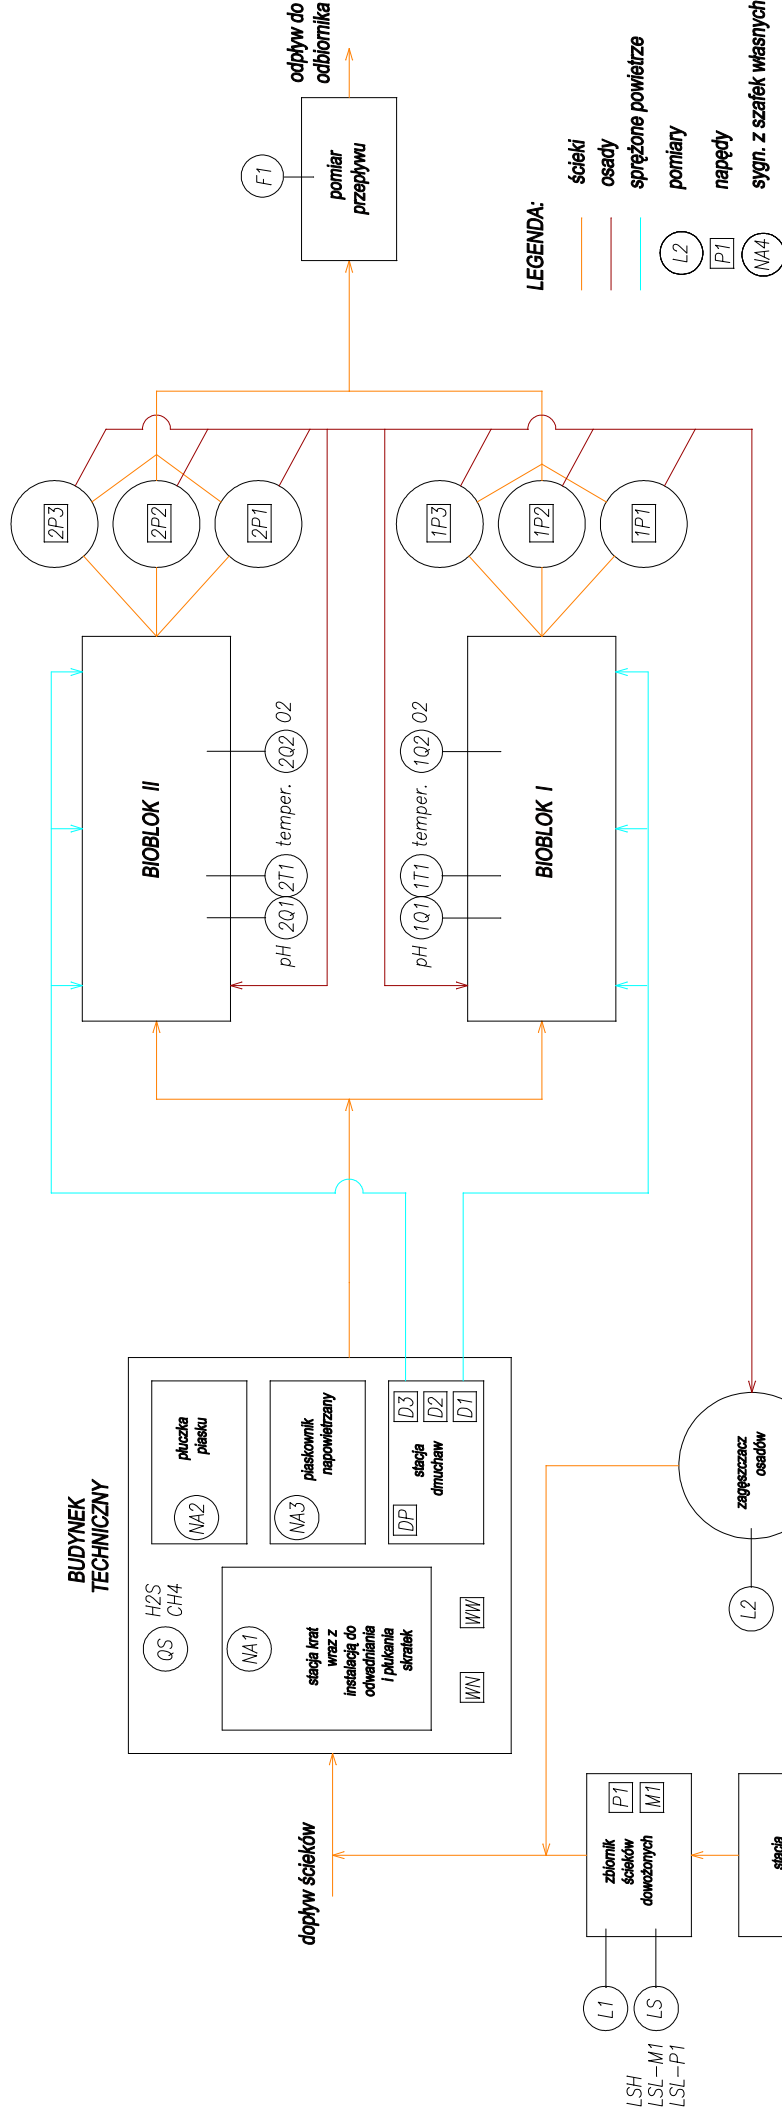 BUDYNEK
TECHNICZNY
QS
H2S
CH4
NA1
stacja krat
wraz z
instalacją do
odwadniania
i płukania
skratek
WN
WW
NA2
płuczka
piasku
NA3
piaskownik
napowietrzany
DP
stacja
dmuchaw
D3
D2
D1
dopływ ścieków
L1
LS
LSH
LSL-M1
LSL-P1
zbiornik
ścieków
dowożonych
P1
M1
stacja
L2
zagęszczacz
osadów
BIOBLOK II
pH
2Q1
2T1
temper.
2Q2
O2
2P3
2P2
2P1
BIOBLOK I
pH
1Q1
1T1
temper.
1Q2
O2
1P3
1P2
1P1
F1
pomiar
przepływu
odpływ do
odbiornika
LEGENDA:
ścieki
osady
sprężone powietrze
L2 pomiary
P1 napędy
NA4 sygn. z szafek własnych